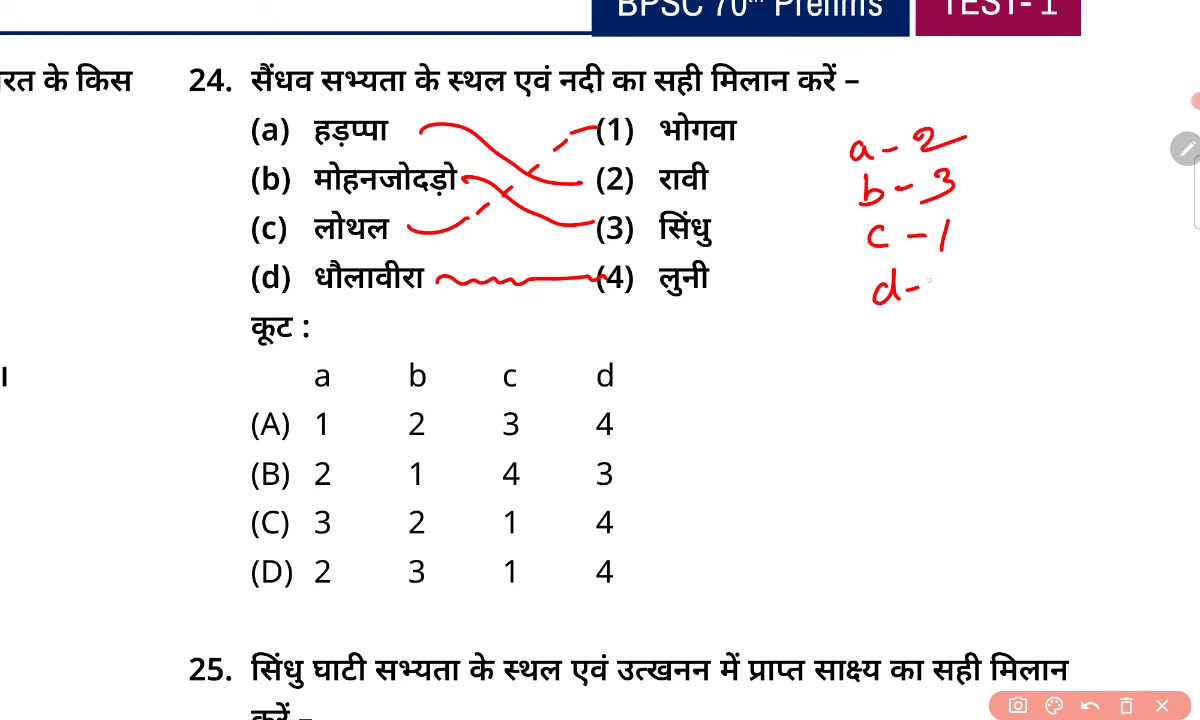 BPSC 70th Prelims TEST- 1
रत के किस
24. सैंधव सभ्यता के स्थल एवं नदी का सही मिलान करें –
(a) हड़प्पा (1) भोगवा
(b) मोहनजोदड़ो (2) रावी
(c) लोथल (3) सिंधु
(d) धौलावीरा (4) लुनी
a - 2
b - 3
c - 1
d -
कूट :
a b c d
(A) 1 2 3 4
(B) 2 1 4 3
(C) 3 2 1 4
(D) 2 3 1 4
25. सिंधु घाटी सभ्यता के स्थल एवं उत्खनन में प्राप्त साक्ष्य का सही मिलान
करें –